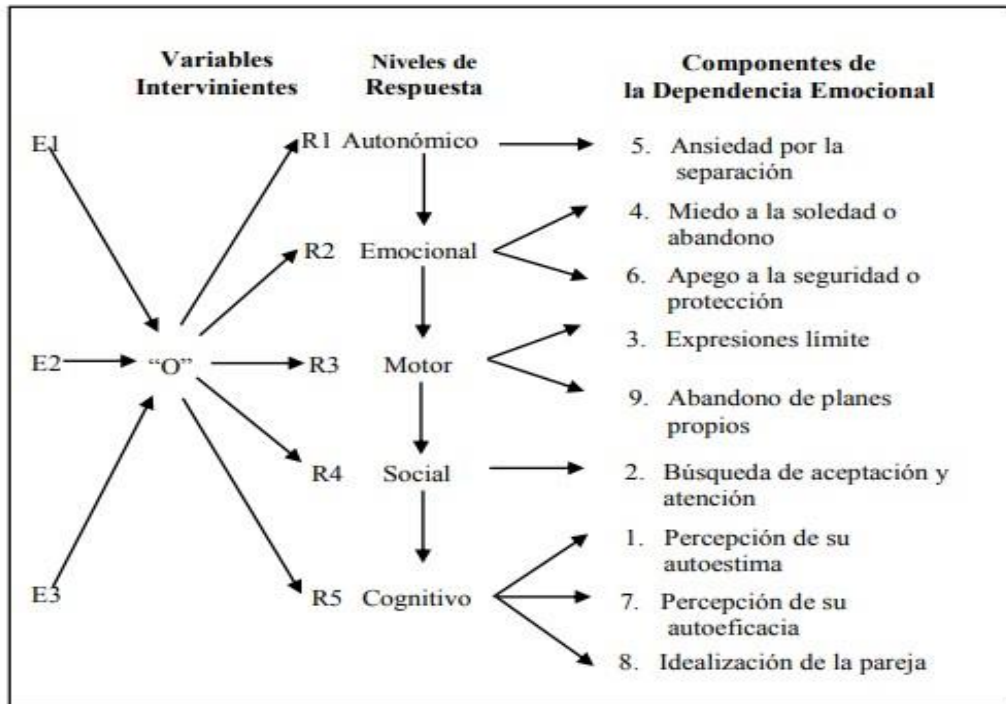 Variables
Intervinientes
Niveles de
Respuesta
Componentes de
la Dependencia Emocional
E1
E2
E3
“O”
R1 Autonómico
R2 Emocional
R3 Motor
R4 Social
R5 Cognitivo
5. Ansiedad por la
separación
4. Miedo a la soledad o
abandono
6. Apego a la seguridad o
protección
3. Expresiones límite
9. Abandono de planes
propios
2. Búsqueda de aceptación y
atención
1. Percepción de su
autoestima
7. Percepción de su
autoeficacia
8. Idealización de la pareja